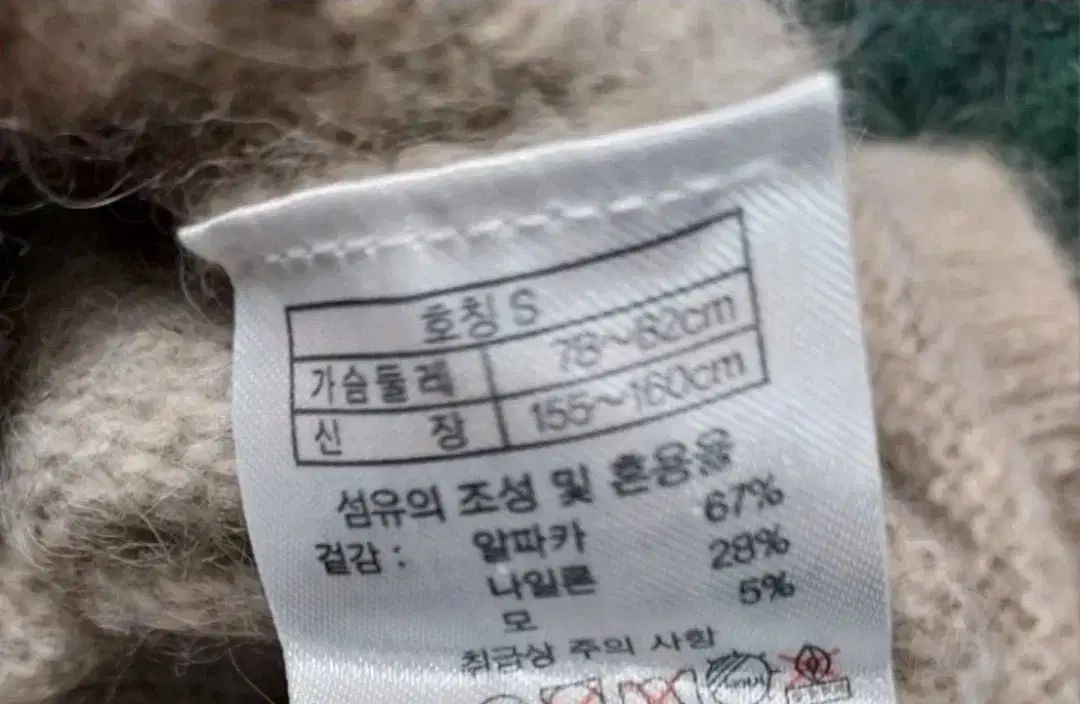 호칭 S
가슴둘레 78~82cm
신장 155~160cm
섬유의 조성 및 혼용율
겉감 : 알파카 67%
나일론 28%
모 5%
취급상 주의 사항